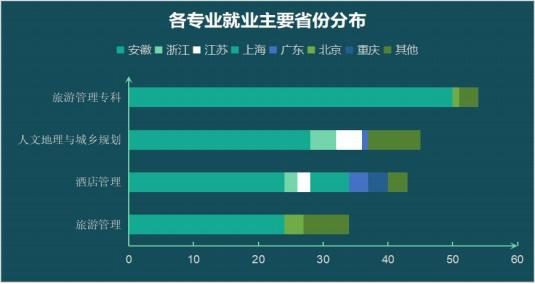 各专业就业主要省份分布
安徽 浙江 江苏 上海 广东 北京 重庆 其他
旅游管理专科
人文地理与城乡规划
酒店管理
旅游管理
0 10 20 30 40 50 60